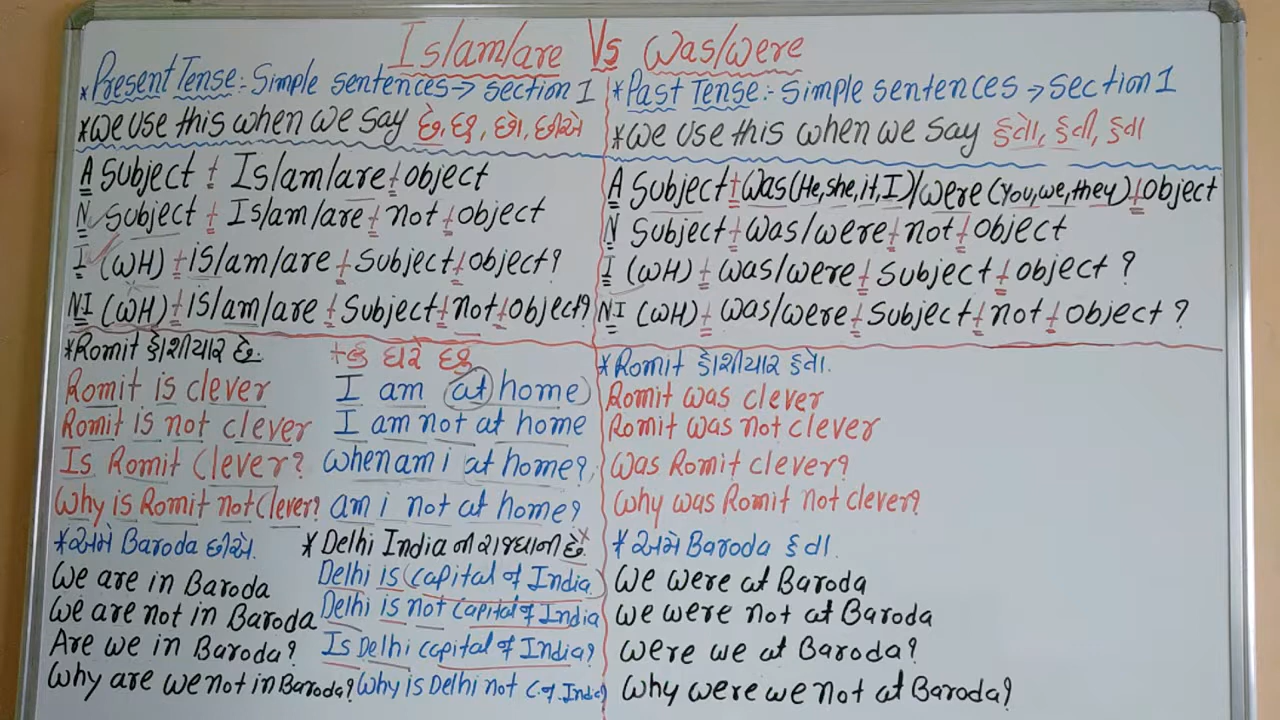 Is/am/are Vs Was/were
*Present Tense:- Simple sentences→ section 1
*We use this when we say છે, છું, છો, છીએ
A Subject + Is/am/are + object
N Subject + Is/am/are + not + object
I (WH) + is/am/are + Subject + object?
NI (WH) + is/am/are + Subject + not + object?
*Romit હોશીયાર છે.
Romit is clever
Romit is not clever
Is Romit Clever?
Why is Romit not Clever?
+ હું ઘરે છું
I am at home
I am not at home
When am i at home?
am i not at home?
*અમે Baroda છીએ.
We are in Baroda
We are not in Baroda
Are we in Baroda?
Why are we not in Baroda?
* Delhi India ની રાજધાની છે
Delhi is (capital of India)
Delhi is not capital of India
Is Delhi capital of India?
Why is Delhi not C.of.India
*Past Tense:- Simple sentences → section 1
*We use this when we say હતો, હતી, હતા
A Subject + Was (He, she, it, I) / were (You, we, they) + object
N Subject + was/were + not + object
I (WH) + was/were + subject + object ?
NI (WH) + was/were + Subject + not + object ?
*Romit હોશીયાર હતો.
Romit was clever
Romit was not clever
Was Romit clever?
Why was Romit not clever?
*અમે Baroda હતા.
We were at Baroda
We were not at Baroda
Were we at Baroda?
Why were we not at Baroda?